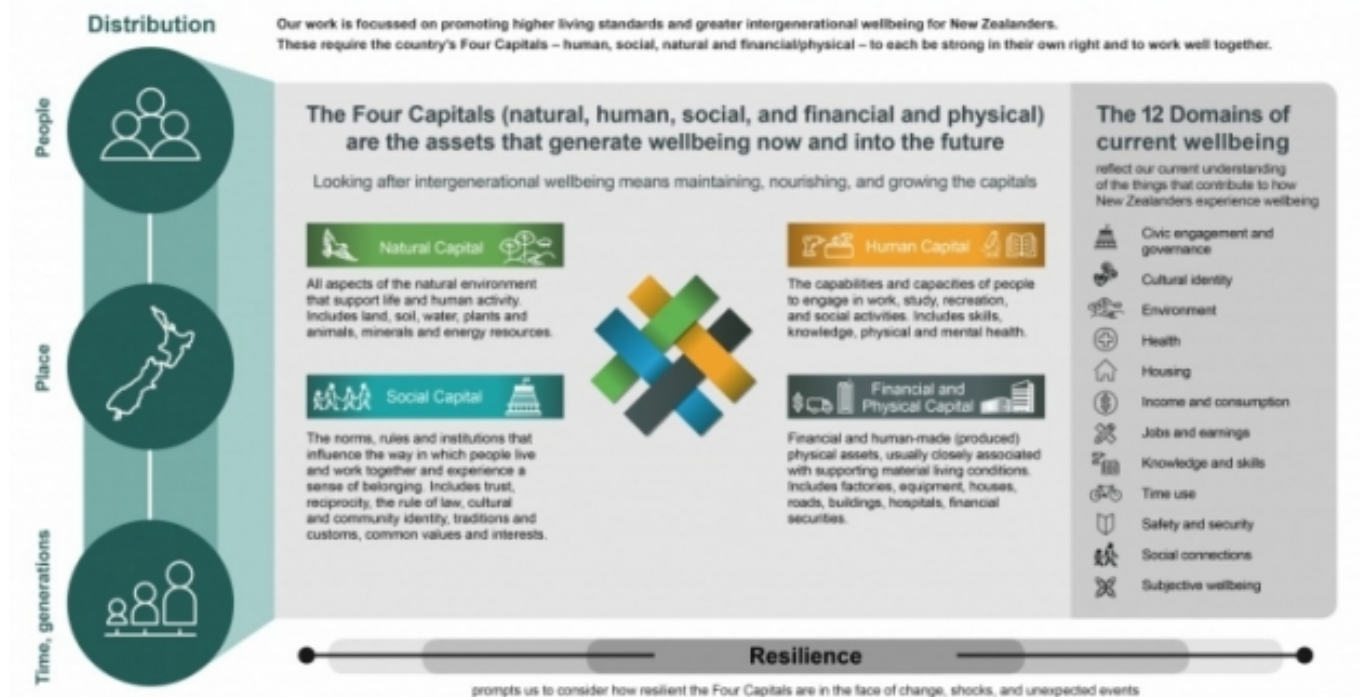 Distribution
Our work is focussed on promoting higher living standards and greater intergenerational wellbeing for New Zealanders.
These require the country's Four Capitals – human, social, natural and financial/physical – to each be strong in their own right and to work well together.
People
Place
Time, generations
The Four Capitals (natural, human, social, and financial and physical)
are the assets that generate wellbeing now and into the future
Looking after intergenerational wellbeing means maintaining, nourishing, and growing the capitals
Natural Capital
All aspects of the natural environment
that support life and human activity.
Includes land, soil, water, plants and
animals, minerals and energy resources.
Human Capital
The capabilities and capacities of people
to engage in work, study, recreation,
and social activities. Includes skills,
knowledge, physical and mental health.
Social Capital
The norms, rules and institutions that
influence the way in which people live
and work together and experience a
sense of belonging. Includes trust,
reciprocity, the rule of law, cultural
and community identity, traditions and
customs, common values and interests.
Financial and
Physical Capital
Financial and human-made (produced)
physical assets, usually closely associated
with supporting material living conditions.
Includes factories, equipment, houses,
roads, buildings, hospitals, financial
securities.
The 12 Domains of
current wellbeing
reflect our current understanding
of the things that contribute to how
New Zealanders experience wellbeing
Civic engagement and
governance
Cultural identity
Environment
Health
Housing
Income and consumption
Jobs and earnings
Knowledge and skills
Time use
Safety and security
Social connections
Subjective wellbeing
Resilience
prompts us to consider how resilient the Four Capitals are in the face of change, shocks, and unexpected events